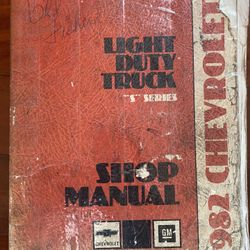 LIGHT
DUTY
TRUCK
"S" SERIES
SHOP
MANUAL
CHEVROLET
GM
1982 CHEVROLET